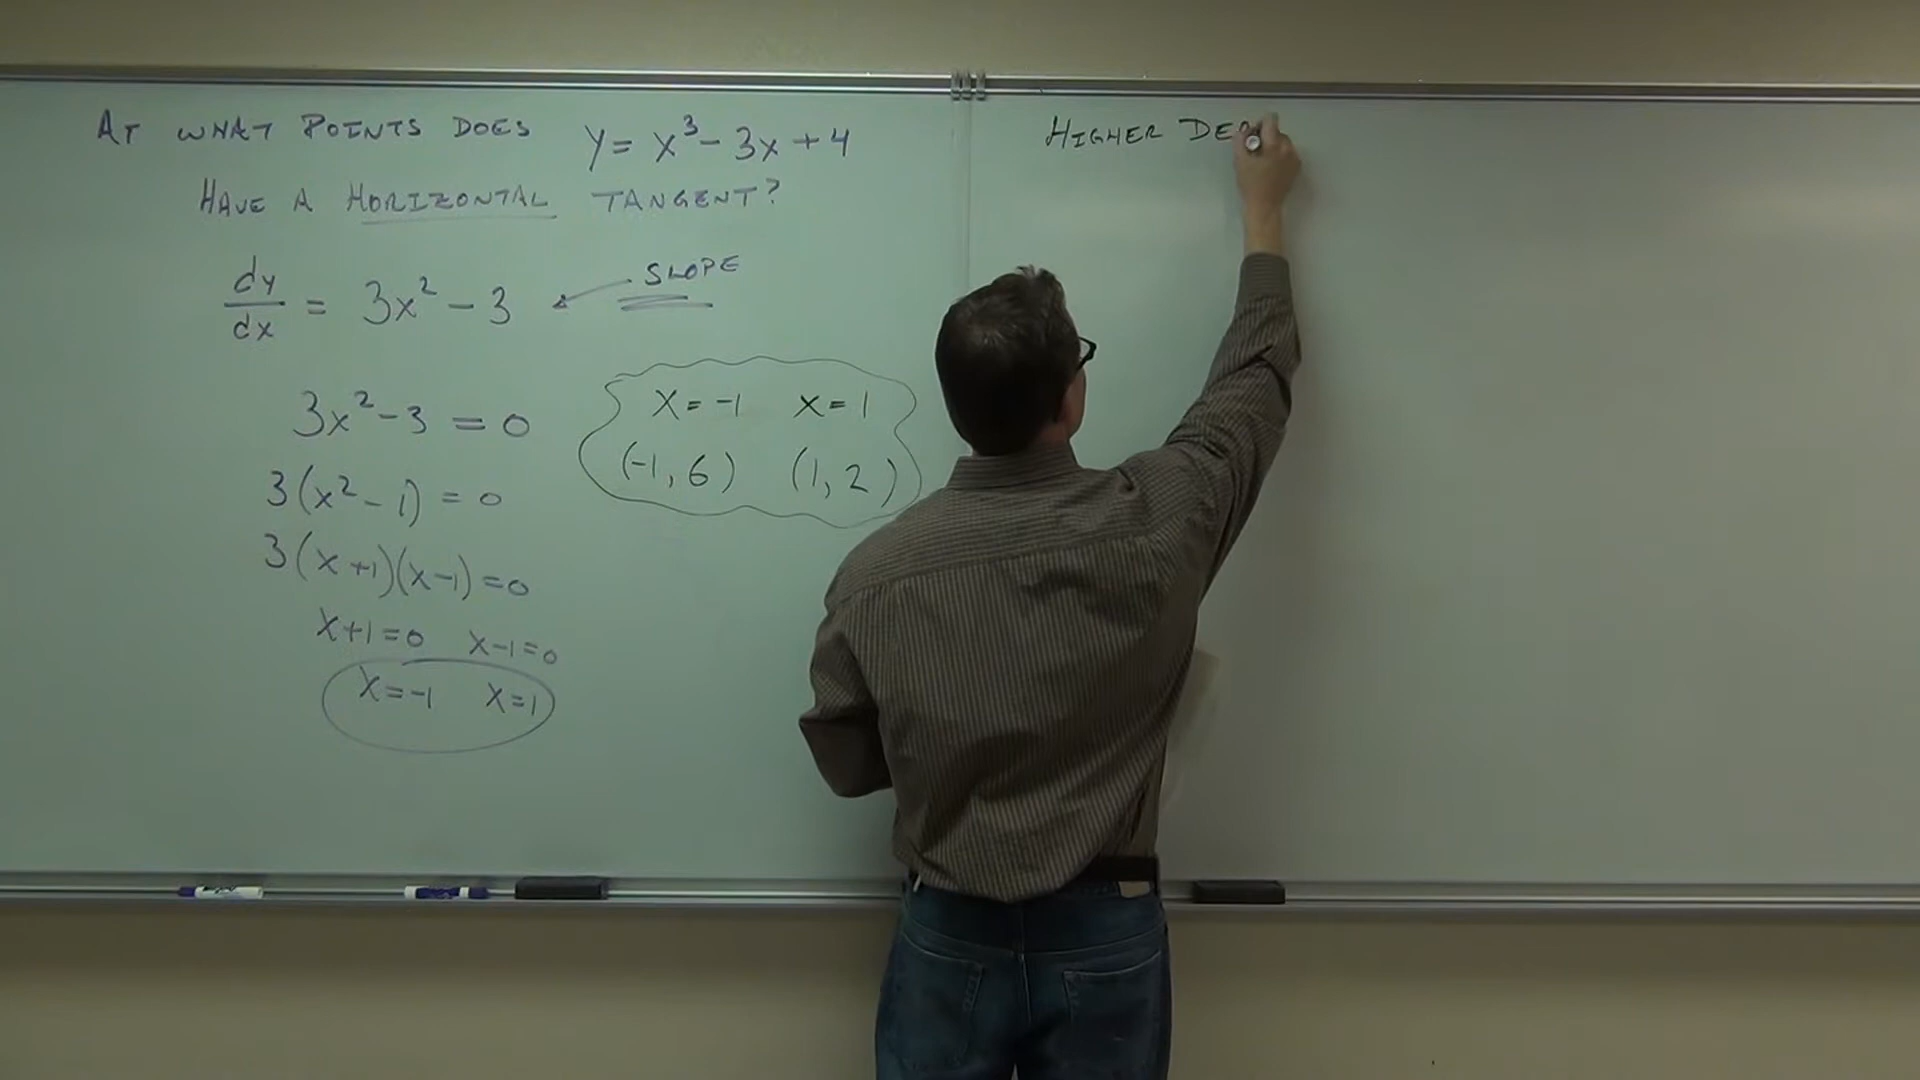 AT WHAT POINTS DOES y = x³ - 3x + 4
HAVE A HORIZONTAL TANGENT?
dy/dx = 3x² - 3 ← SLOPE
3x² - 3 = 0
3(x² - 1) = 0
3(x + 1)(x - 1) = 0
x + 1 = 0 x - 1 = 0
x = -1 x = 1
x = -1 x = 1
(-1, 6) (1, 2)
HIGHER DER